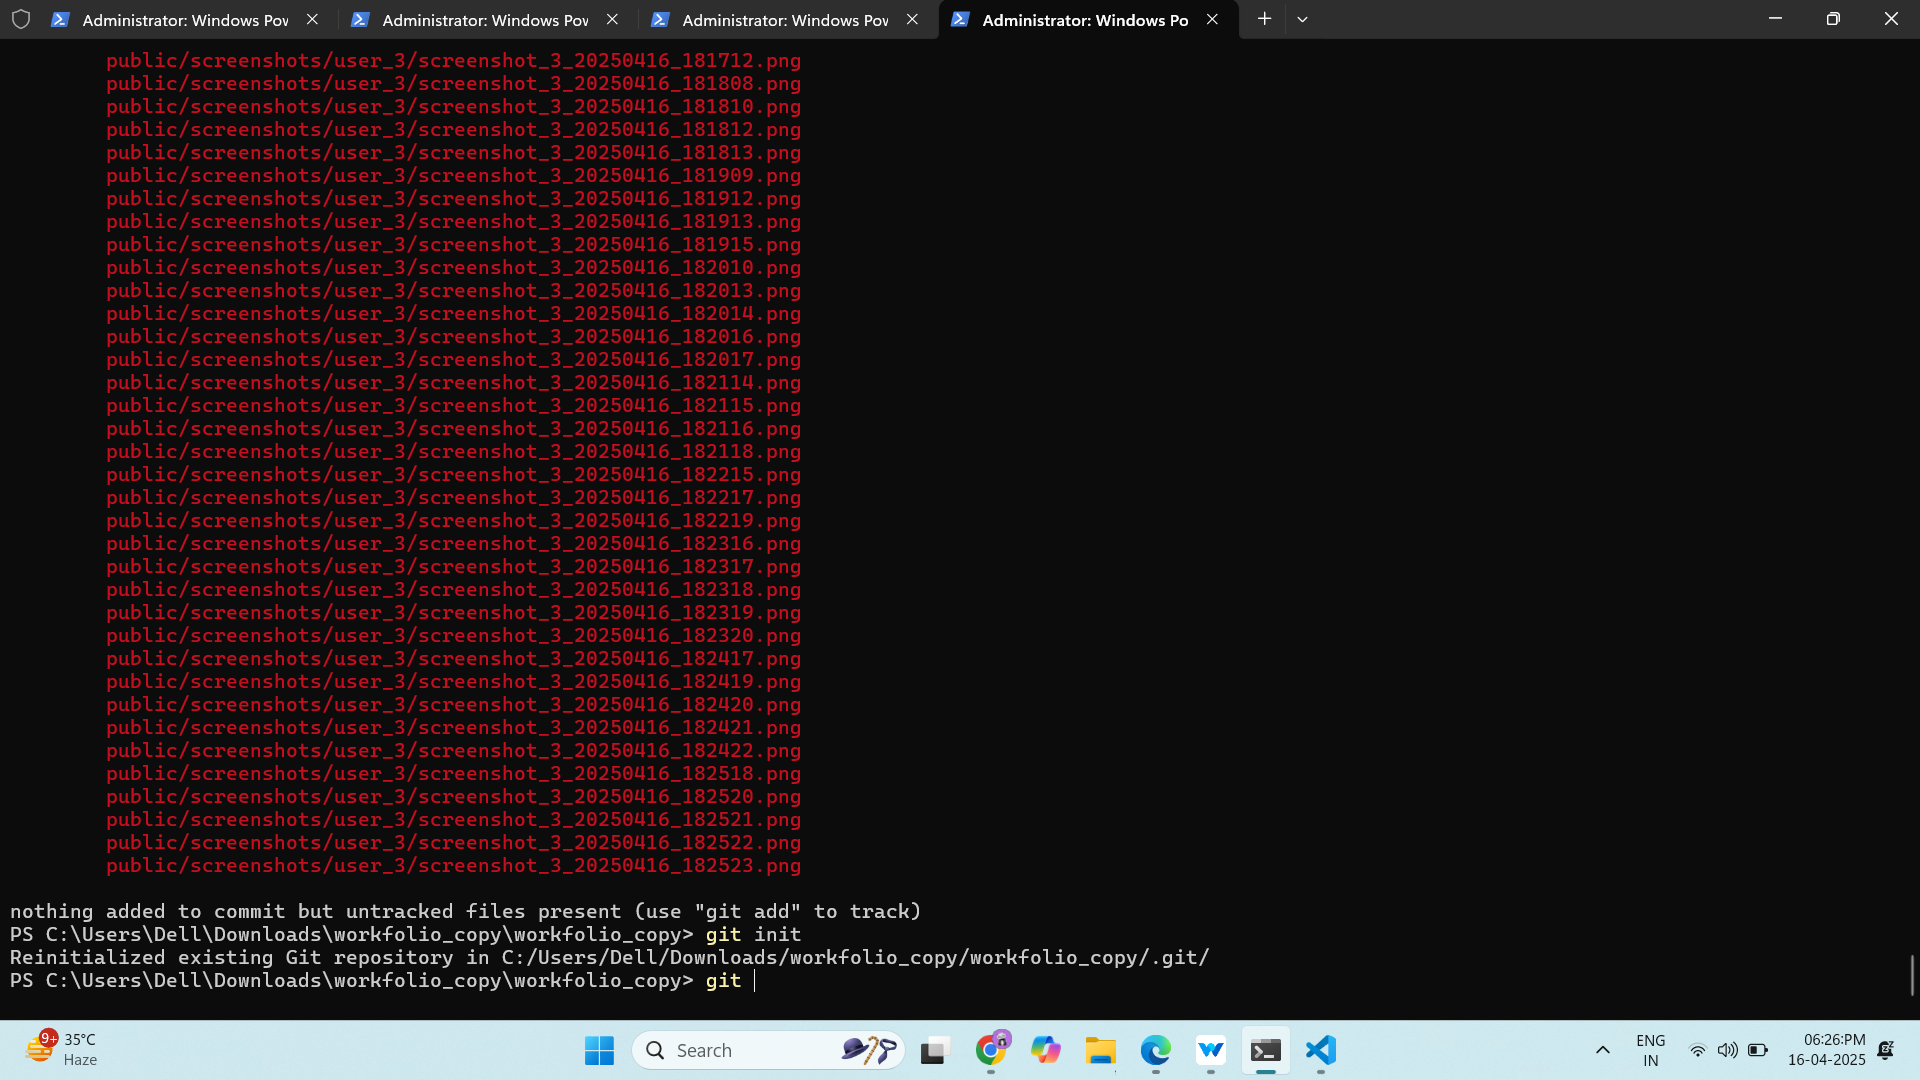 Administrator: Windows Pov
Administrator: Windows Pov
Administrator: Windows Pov
Administrator: Windows Po
public/screenshots/user_3/screenshot_3_20250416_181712.png
public/screenshots/user_3/screenshot_3_20250416_181808.png
public/screenshots/user_3/screenshot_3_20250416_181810.png
public/screenshots/user_3/screenshot_3_20250416_181812.png
public/screenshots/user_3/screenshot_3_20250416_181813.png
public/screenshots/user_3/screenshot_3_20250416_181909.png
public/screenshots/user_3/screenshot_3_20250416_181912.png
public/screenshots/user_3/screenshot_3_20250416_181913.png
public/screenshots/user_3/screenshot_3_20250416_181915.png
public/screenshots/user_3/screenshot_3_20250416_182010.png
public/screenshots/user_3/screenshot_3_20250416_182013.png
public/screenshots/user_3/screenshot_3_20250416_182014.png
public/screenshots/user_3/screenshot_3_20250416_182016.png
public/screenshots/user_3/screenshot_3_20250416_182017.png
public/screenshots/user_3/screenshot_3_20250416_182114.png
public/screenshots/user_3/screenshot_3_20250416_182115.png
public/screenshots/user_3/screenshot_3_20250416_182116.png
public/screenshots/user_3/screenshot_3_20250416_182118.png
public/screenshots/user_3/screenshot_3_20250416_182215.png
public/screenshots/user_3/screenshot_3_20250416_182217.png
public/screenshots/user_3/screenshot_3_20250416_182219.png
public/screenshots/user_3/screenshot_3_20250416_182316.png
public/screenshots/user_3/screenshot_3_20250416_182317.png
public/screenshots/user_3/screenshot_3_20250416_182318.png
public/screenshots/user_3/screenshot_3_20250416_182319.png
public/screenshots/user_3/screenshot_3_20250416_182320.png
public/screenshots/user_3/screenshot_3_20250416_182417.png
public/screenshots/user_3/screenshot_3_20250416_182419.png
public/screenshots/user_3/screenshot_3_20250416_182420.png
public/screenshots/user_3/screenshot_3_20250416_182421.png
public/screenshots/user_3/screenshot_3_20250416_182422.png
public/screenshots/user_3/screenshot_3_20250416_182518.png
public/screenshots/user_3/screenshot_3_20250416_182520.png
public/screenshots/user_3/screenshot_3_20250416_182521.png
public/screenshots/user_3/screenshot_3_20250416_182522.png
public/screenshots/user_3/screenshot_3_20250416_182523.png
nothing added to commit but untracked files present (use "git add" to track)
PS C:\Users\Dell\Downloads\workfolio_copy\workfolio_copy> git init
Reinitialized existing Git repository in C:/Users/Dell/Downloads/workfolio_copy/workfolio_copy/.git/
PS C:\Users\Dell\Downloads\workfolio_copy\workfolio_copy> git
9+
35°C
Haze
Search
ENG
IN
06:26:PM
16-04-2025